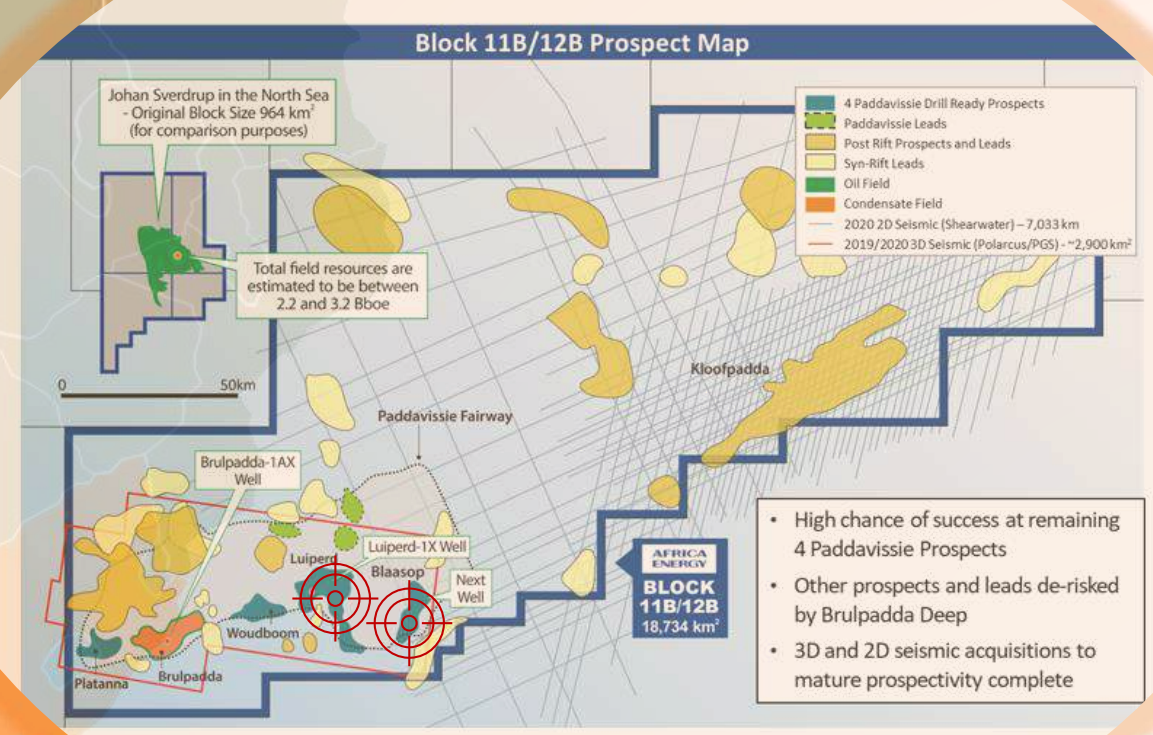 Block 11B/12B Prospect Map
Johan Sverdrup in the North Sea
- Original Block Size 964 km²
(for comparison purposes)
4 Paddavissie Drill Ready Prospects
Paddavissie Leads
Post Rift Prospects and Leads
Syn-Rift Leads
Oil Field
Condensate Field
2020 2D Seismic (Shearwater) – 7,033 km
2019/2020 3D Seismic (Polarcus/PGS) - ~2,900 km²
Total field resources are
estimated to be between
2.2 and 3.2 Bboe
0
50km
Kloofpadda
Paddavissie Fairway
Brulpadda-1AX
Well
Luiperd
Luiperd-1X Well
Blaasop
Next
Well
Woudboom
Platanna
Brulpadda
AFRICA
ENERGY
BLOCK
11B/12B
18,734 km²
• High chance of success at remaining
4 Paddavissie Prospects
• Other prospects and leads de-risked
by Brulpadda Deep
• 3D and 2D seismic acquisitions to
mature prospectivity complete